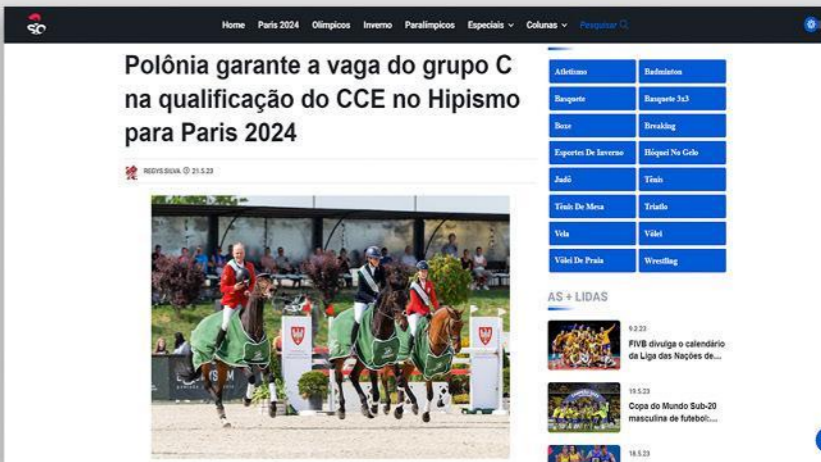 Home Paris 2024 Olímpicos Inverno Paralímpicos Especiais Colunas Pesquisar
Polônia garante a vaga do grupo C
na qualificação do CCE no Hipismo
para Paris 2024
REGYS SILVA 21.5.23
Atletismo Badminton
Basquete Basquete 3x3
Boxe Breaking
Esportes De Inverno Hóquei No Gelo
Judô Tênis
Tênis De Mesa Triatlo
Vela Vôlei
Vôlei De Praia Wrestling
AS + LIDAS
9.2.23
FIVB divulga o calendário
da Liga das Nações de...
19.5.23
Copa do Mundo Sub-20
masculina de futebol:...
18.5.23